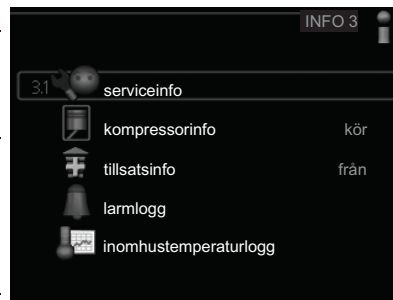 INFO 3
3.1 serviceinfo
kompressorinfo kör
tillsatsinfo från
larmlogg
inomhustemperaturlogg